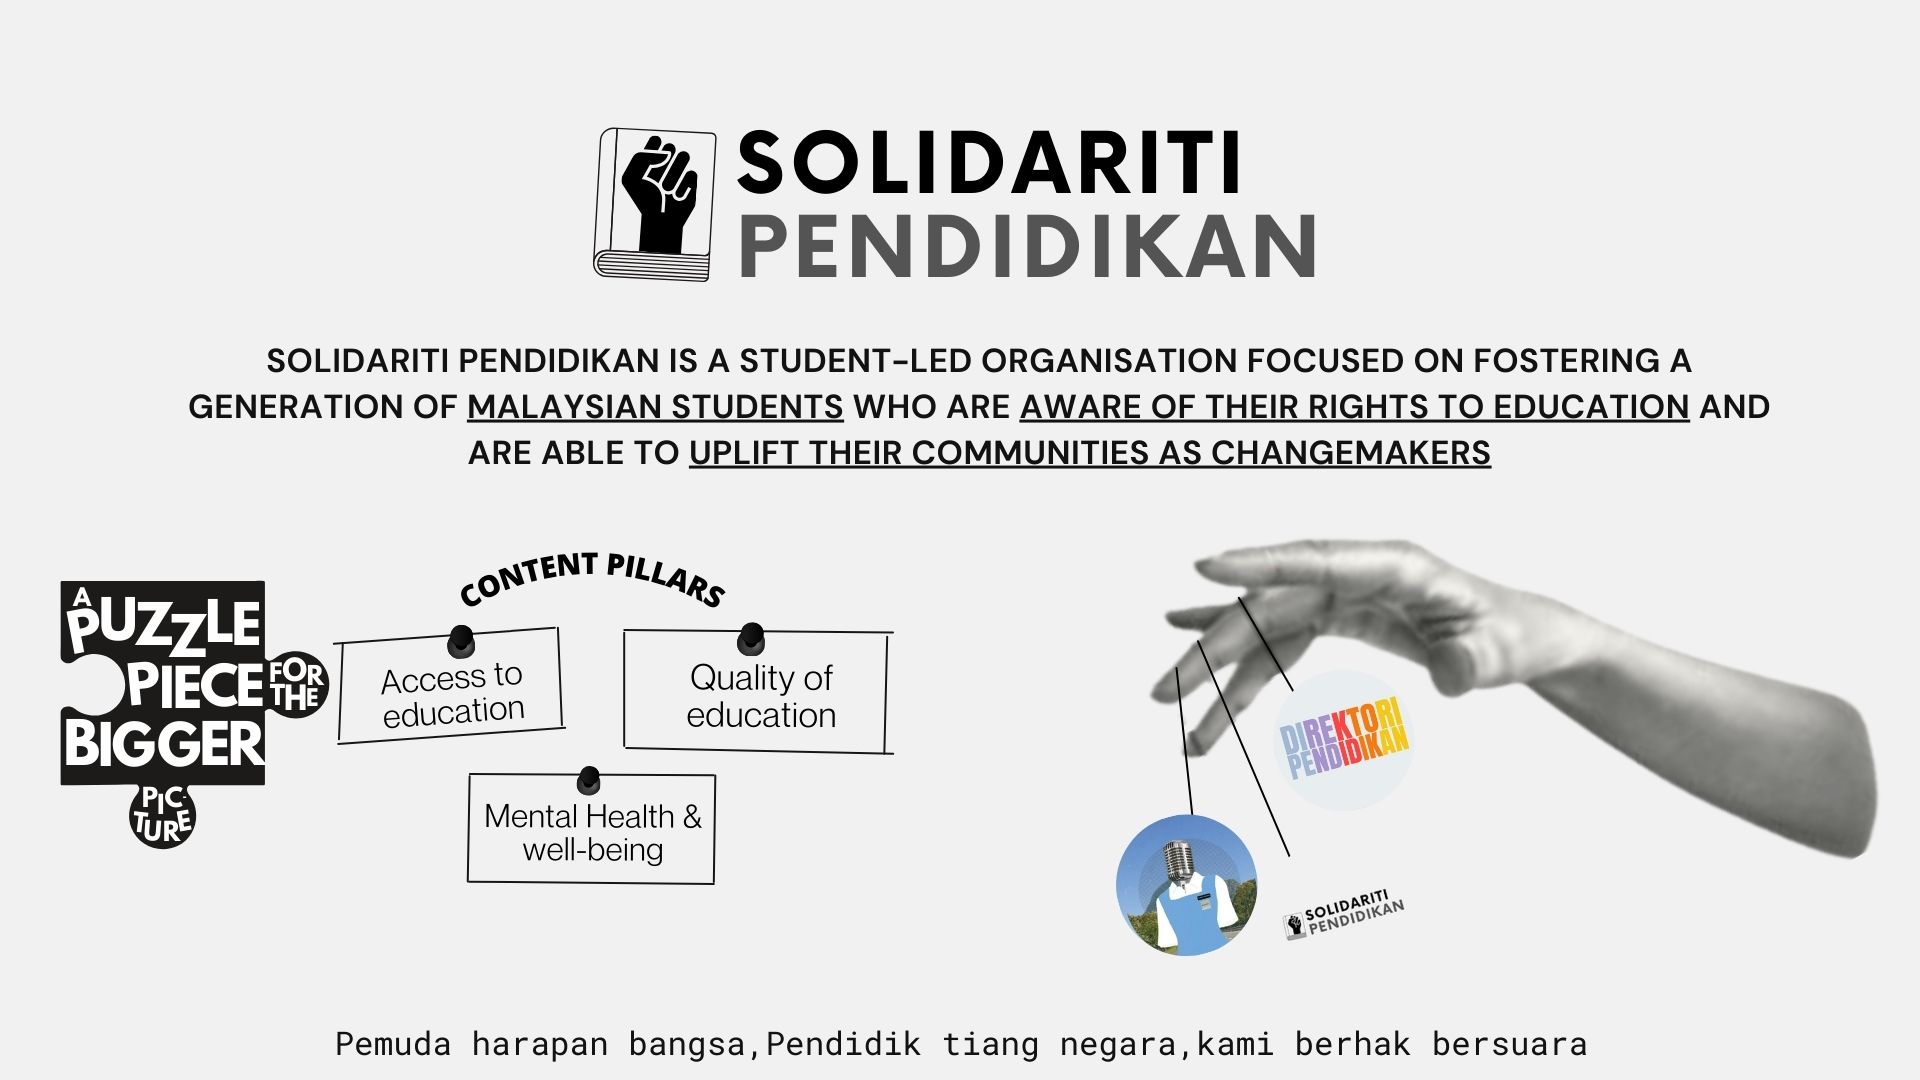 SOLIDARITI
PENDIDIKAN
SOLIDARITI PENDIDIKAN IS A STUDENT-LED ORGANISATION FOCUSED ON FOSTERING A
GENERATION OF MALAYSIAN STUDENTS WHO ARE AWARE OF THEIR RIGHTS TO EDUCATION AND
ARE ABLE TO UPLIFT THEIR COMMUNITIES AS CHANGEMAKERS
A
PUZZLE
PIECE
FOR
THE
BIGGER
PIC-
TURE
CONTENT PILLARS
Access to
education
Quality of
education
Mental Health &
well-being
DIREKTORI
PENDIDIKAN
SOLIDARITI
PENDIDIKAN
Pemuda harapan bangsa,Pendidik tiang negara,kami berhak bersuara